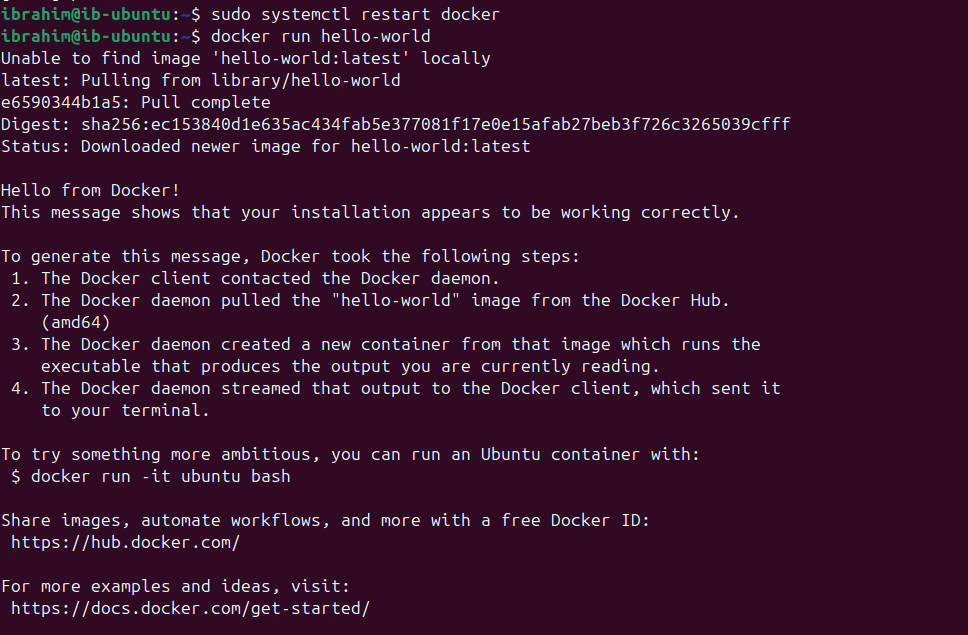 ibrahim@ib-ubuntu:~$ sudo systemctl restart docker
ibrahim@ib-ubuntu:~$ docker run hello-world
Unable to find image 'hello-world:latest' locally
latest: Pulling from library/hello-world
e6590344b1a5: Pull complete
Digest: sha256:ec153840d1e635ac434fab5e377081f17e0e15afab27beb3f726c3265039cfff
Status: Downloaded newer image for hello-world:latest

Hello from Docker!
This message shows that your installation appears to be working correctly.

To generate this message, Docker took the following steps:
 1. The Docker client contacted the Docker daemon.
 2. The Docker daemon pulled the "hello-world" image from the Docker Hub.
    (amd64)
 3. The Docker daemon created a new container from that image which runs the
    executable that produces the output you are currently reading.
 4. The Docker daemon streamed that output to the Docker client, which sent it
    to your terminal.

To try something more ambitious, you can run an Ubuntu container with:
 $ docker run -it ubuntu bash

Share images, automate workflows, and more with a free Docker ID:
 https://hub.docker.com/

For more examples and ideas, visit:
 https://docs.docker.com/get-started/